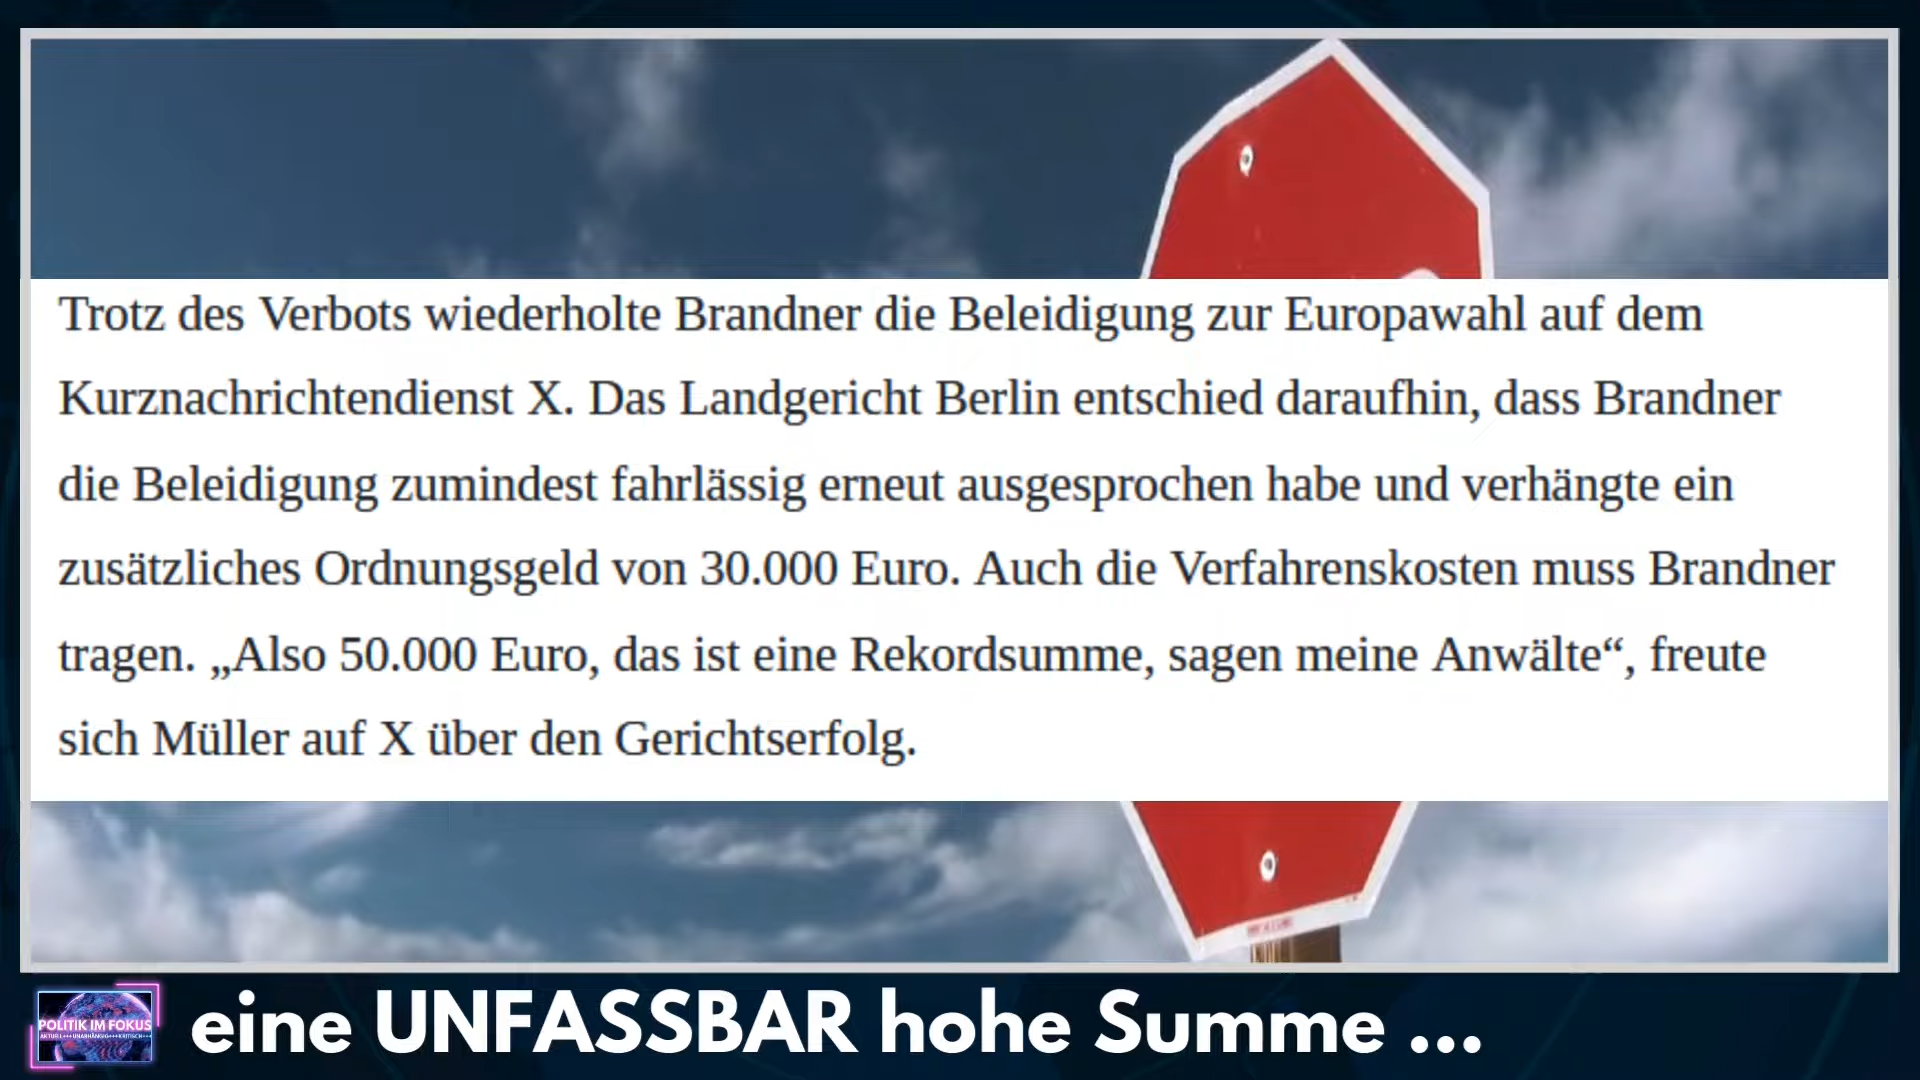 Trotz des Verbots wiederholte Brandner die Beleidigung zur Europawahl auf dem
Kurznachrichtendienst X. Das Landgericht Berlin entschied daraufhin, dass Brandner
die Beleidigung zumindest fahrlässig erneut ausgesprochen habe und verhängte ein
zusätzliches Ordnungsgeld von 30.000 Euro. Auch die Verfahrenskosten muss Brandner
tragen. „Also 50.000 Euro, das ist eine Rekordsumme, sagen meine Anwälte“, freute
sich Müller auf X über den Gerichtserfolg.
POLITIK IM FOKUS
AKTUELL+++UNABHÄNGIG+++KRITISCH+++
eine UNFASSBAR hohe Summe ...